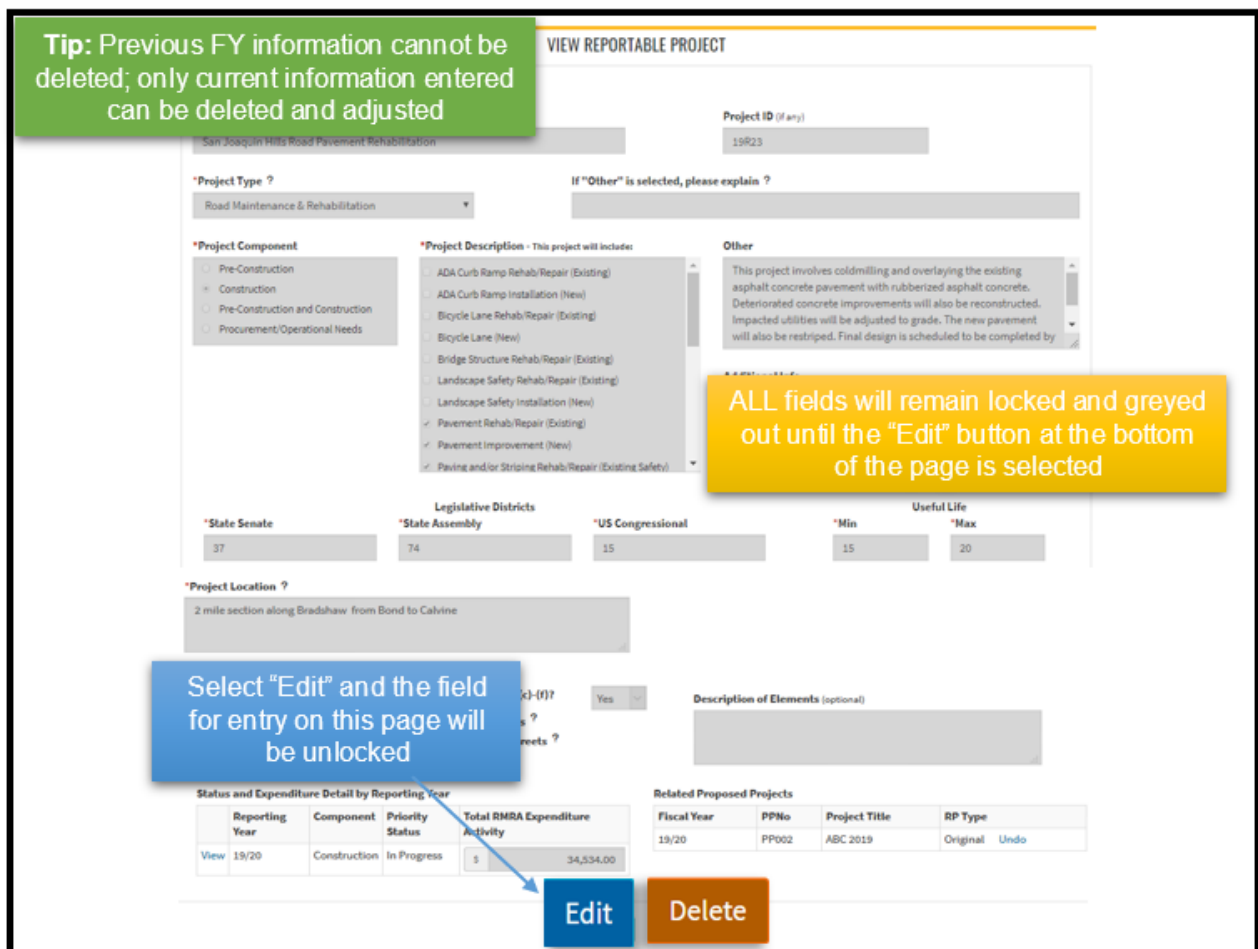 Tip: Previous FY information cannot be
deleted; only current information entered
can be deleted and adjusted
VIEW REPORTABLE PROJECT
Project ID (if any)
San Joaquin Hills Road Pavement Rehabilitation
19R23
*Project Type ?
If "Other" is selected, please explain ?
Road Maintenance & Rehabilitation
*Project Component
*Project Description - This project will include:
Other
Pre-Construction
Construction
Pre-Construction and Construction
Procurement/Operational Needs
ADA Curb Ramp Rehab/Repair (Existing)
ADA Curb Ramp Installation (New)
Bicycle Lane Rehab/Repair (Existing)
Bicycle Lane (New)
Bridge Structure Rehab/Repair (Existing)
Landscape Safety Rehab/Repair (Existing)
Landscape Safety Installation (New)
Pavement Rehab/Repair (Existing)
Pavement Improvement (New)
Paving and/or Striping Rehab/Repair (Existing Safety)
This project involves coldmilling and overlaying the existing
asphalt concrete pavement with rubberized asphalt concrete.
Deteriorated concrete improvements will also be reconstructed.
Impacted utilities will be adjusted to grade. The new pavement
will also be restriped. Final design is scheduled to be completed by
ALL fields will remain locked and greyed
out until the “Edit” button at the bottom
of the page is selected
Legislative Districts
Useful Life
*State Senate
*State Assembly
*US Congressional
*Min
*Max
37
74
15
15
20
*Project Location ?
2 mile section along Bradshaw from Bond to Calvine
Select “Edit” and the field
for entry on this page will
be unlocked
(c)-(f)?
Yes
s ?
reets ?
Description of Elements (optional)
Status and Expenditure Detail by Reporting Year
Reporting Year
Component
Priority Status
Total RMRA Expenditure Activity
View
19/20
Construction
In Progress
$ 34,534.00
Related Proposed Projects
Fiscal Year
PPNo
Project Title
RP Type
19/20
PP002
ABC 2019
Original
Undo
Edit
Delete